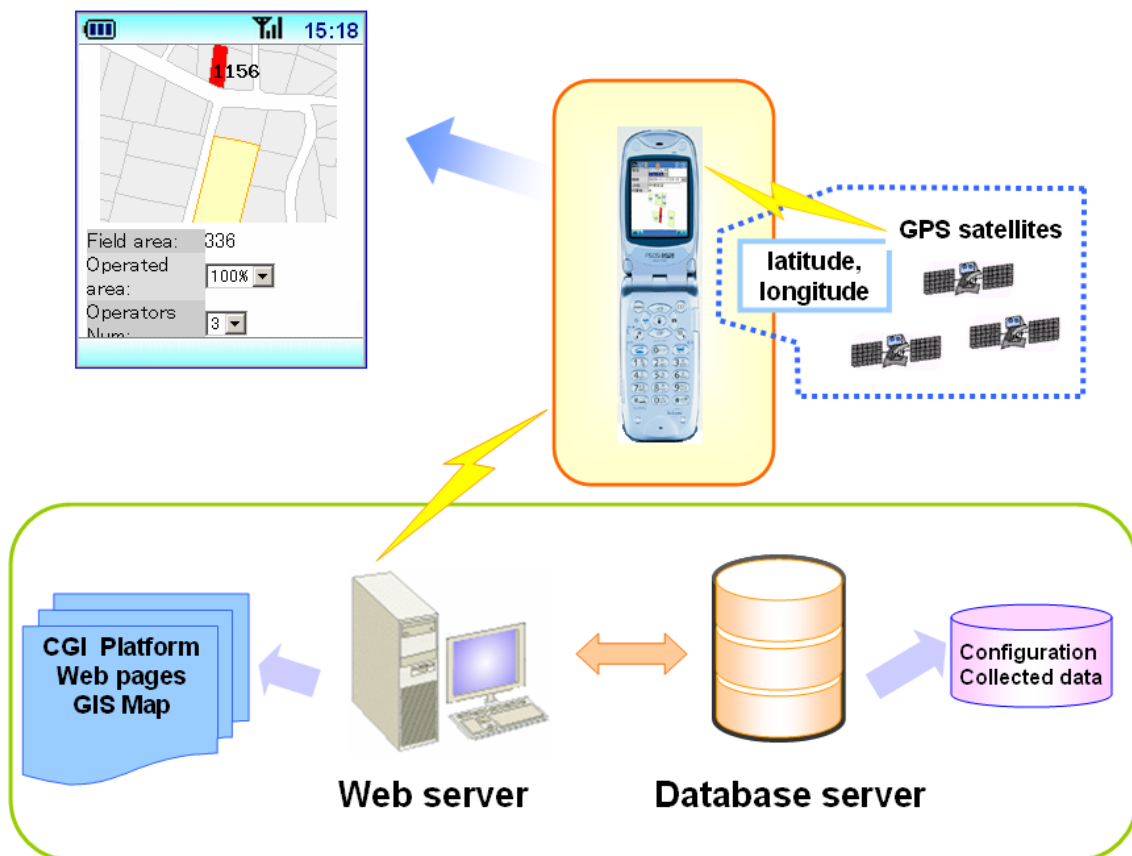 15:18
1156
Field area: 336
Operated
area:
100%
Operators
Num:
3
GPS satellites
latitude,
longitude
CGI Platform
Web pages
GIS Map
Configuration
Collected data
Web server
Database server